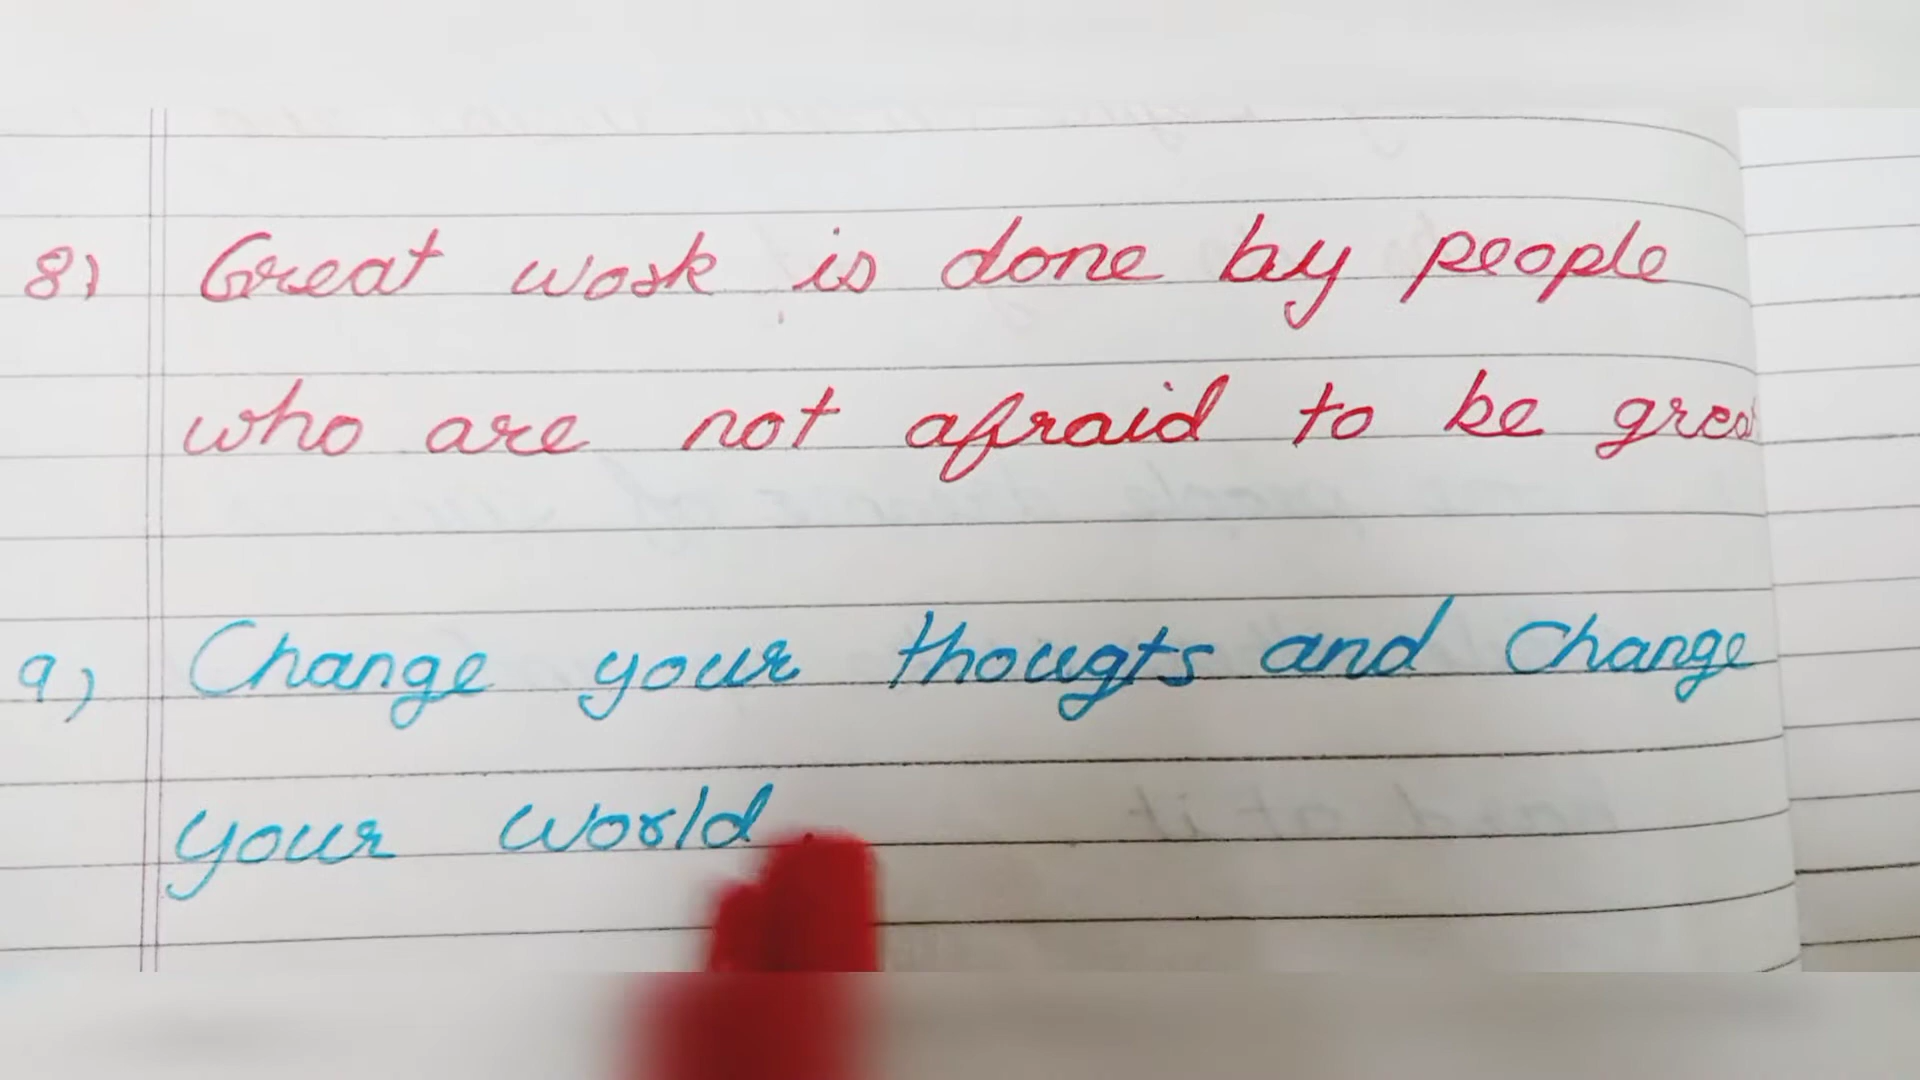 8) Great work is done by people
who are not afraid to be grea
9) Change your thougts and change
your world.